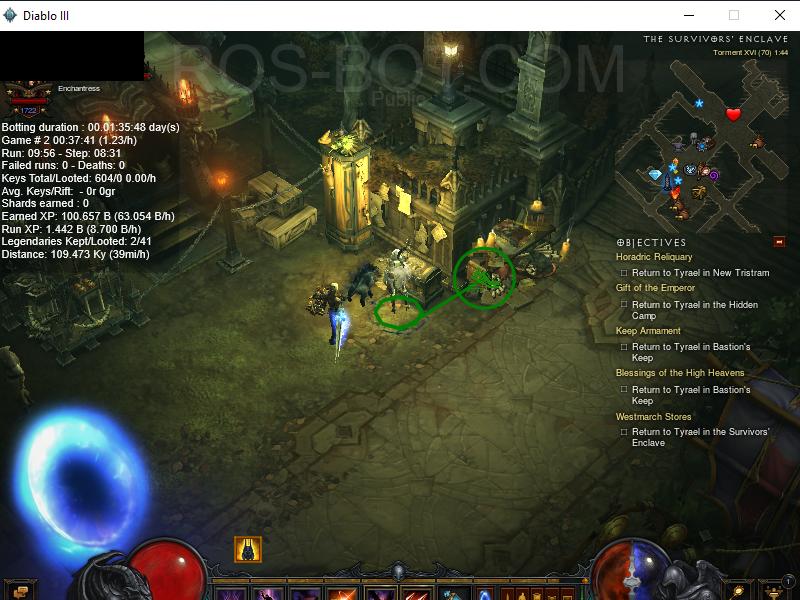 Diablo III
ROS-BOT.COM
Public
THE SURVIVORS' ENCLAVE
Torment XVI (70) 1:44
Enchantress
1722
Botting duration : 00.01:35:48 day(s)
Game # 2 00:37:41 (1.23/h)
Run: 09:56 - Step: 08:31
Failed runs: 0 - Deaths: 0
Keys Total/Looted: 604/0 0.00/h
Avg. Keys/Rift: - 0r 0gr
Shards earned : 0
Earned XP: 100.657 B (63.054 B/h)
Run XP: 1.442 B (8.700 B/h)
Legendaries Kept/Looted: 2/41
Distance: 109.473 Ky (39mi/h)
OBJECTIVES
Horadric Reliquary
Return to Tyrael in New Tristram
Gift of the Emperor
Return to Tyrael in the Hidden
Camp
Keep Armament
Return to Tyrael in Bastion's
Keep
Blessings of the High Heavens
Return to Tyrael in Bastion's
Keep
Westmarch Stores
Return to Tyrael in the Survivors'
Enclave
1